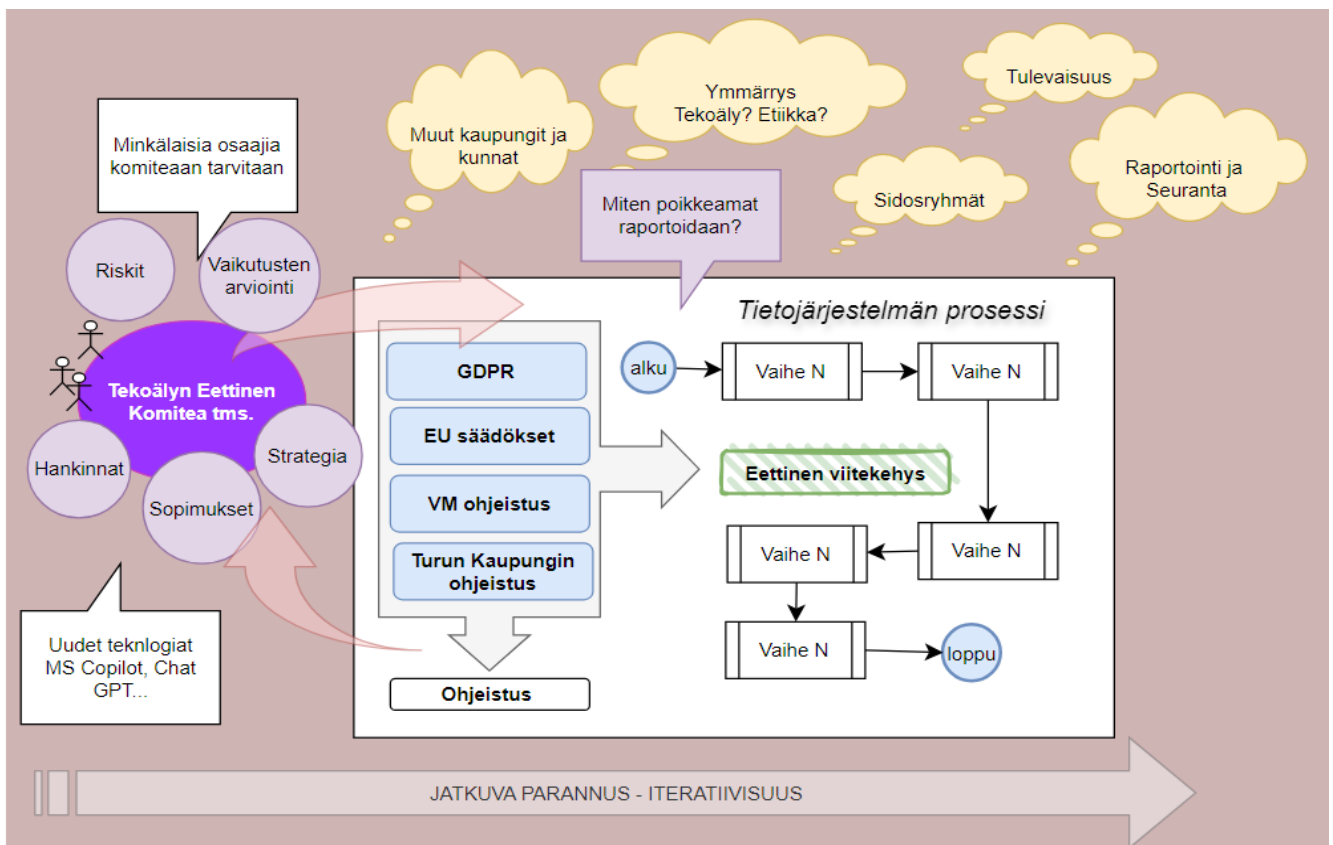 Tulevaisuus
Ymmärrys
Tekoäly? Etiikka?
Muut kaupungit ja
kunnat
Minkälaisia osaajia
komiteaan tarvitaan
Raportointi ja
Seuranta
Sidosryhmät
Miten poikkeamat
raportoidaan?
Riskit
Vaikutusten
arviointi
Tekoälyn Eettinen
Komitea tms.
Hankinnat
Sopimukset
Strategia
Uudet teknlogiat
MS Copilot, Chat
GPT...
GDPR
EU säädökset
VM ohjeistus
Turun Kaupungin
ohjeistus
Ohjeistus
Tietojärjestelmän prosessi
alku
Vaihe N
Vaihe N
Eettinen viitekehys
Vaihe N
Vaihe N
Vaihe N
loppu
JATKUVA PARANNUS - ITERATIIVISUUS